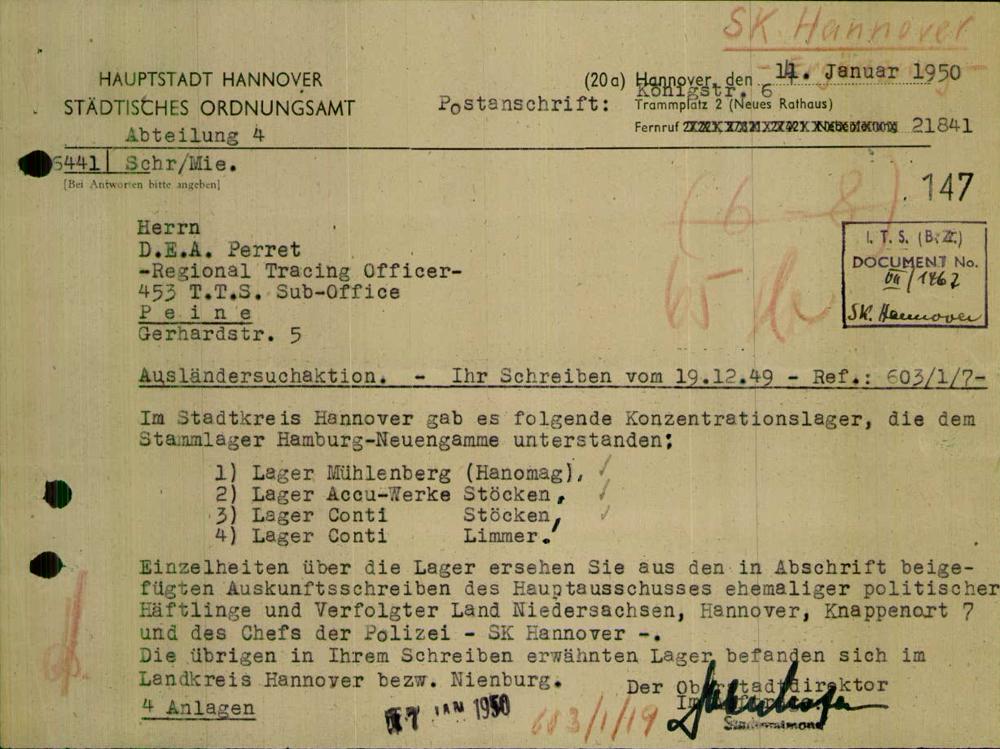 SK. Hannover
HAUPTSTADT HANNOVER
STÄDTISCHES ORDNUNGSAMT
Abteilung 4
5441 | Schr/Mie.
[Bei Antworten bitte angeben]
(20a) Hannover, den 11. Januar 1950
Königstr. 6
Postanschrift: Trammplatz 2 (Neues Rathaus)
Fernruf 21841
147
(6 - 8)
Herrn
D.E.A. Perret
-Regional Tracing Officer-
453 T.T.S. Sub-Office
Peine
Gerhardstr. 5
I. T. S. (B.Z.)
DOCUMENT No.
VII/1467
SK. Hannover
Ausländersuchaktion. - Ihr Schreiben vom 19.12.49 - Ref.: 603/1/7-
Im Stadtkreis Hannover gab es folgende Konzentrationslager, die dem
Stammlager Hamburg-Neuengamme unterstanden:
1) Lager Mühlenberg (Hanomag),
2) Lager Accu-Werke Stöcken,
3) Lager Conti Stöcken,
4) Lager Conti Limmer.
Einzelheiten über die Lager ersehen Sie aus den in Abschrift beige-
fügten Auskunftsschreiben des Hauptausschusses ehemaliger politischer
Häftlinge und Verfolgter Land Niedersachsen, Hannover, Knappenort 7
und des Chefs der Polizei - SK Hannover -.
Die übrigen in Ihrem Schreiben erwähnten Lager befanden sich im
Landkreis Hannover bezw. Nienburg.
Der Oberstadtdirektor
4 Anlagen
17 JAN 1950
603/1/19